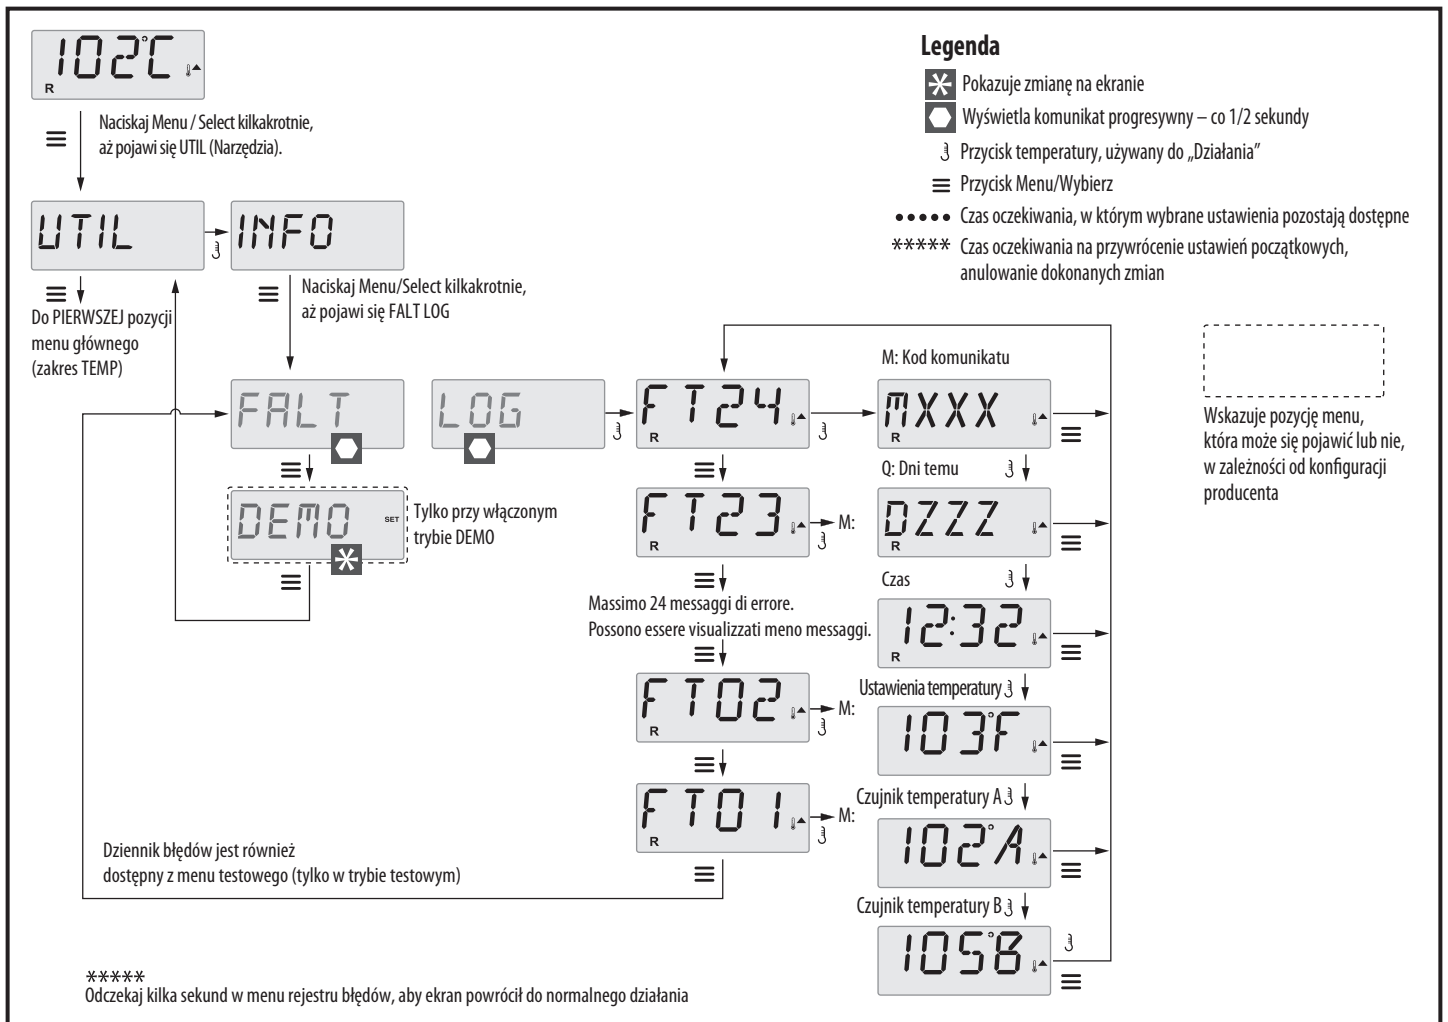 102°C
R
Naciskaj Menu / Select kilkakrotnie,
aż pojawi się UTIL (Narzędzia).
UTIL
INFO
Do PIERWSZEJ pozycji
menu głównego
(zakres TEMP)
Naciskaj Menu/Select kilkakrotnie,
aż pojawi się FALT LOG
FALT
LOG
DEMO
SET
Tylko przy włączonym
trybie DEMO
Legenda
Pokazuje zmianę na ekranie
Wyświetla komunikat progresywny – co 1/2 sekundy
Przycisk temperatury, używany do „Działania”
Przycisk Menu/Wybierz
••••• Czas oczekiwania, w którym wybrane ustawienia pozostają dostępne
***** Czas oczekiwania na przywrócenie ustawień początkowych,
anulowanie dokonanych zmian
Wskazuje pozycję menu,
która może się pojawić lub nie,
w zależności od konfiguracji
producenta
FT24
R
FT23
R
M:
Massimo 24 messaggi di errore.
Possono essere visualizzati meno messaggi.
FT02
R
M:
FT01
R
M:
M: Kod komunikatu
MXXX
R
Q: Dni temu
DZZZ
R
Czas
12:32
R
Ustawienia temperatury
103°F
Czujnik temperatury A
102°A
Czujnik temperatury B
105°B
Dziennik błędów jest również
dostępny z menu testowego (tylko w trybie testowym)
*****
Odczekaj kilka sekund w menu rejestru błędów, aby ekran powrócił do normalnego działania